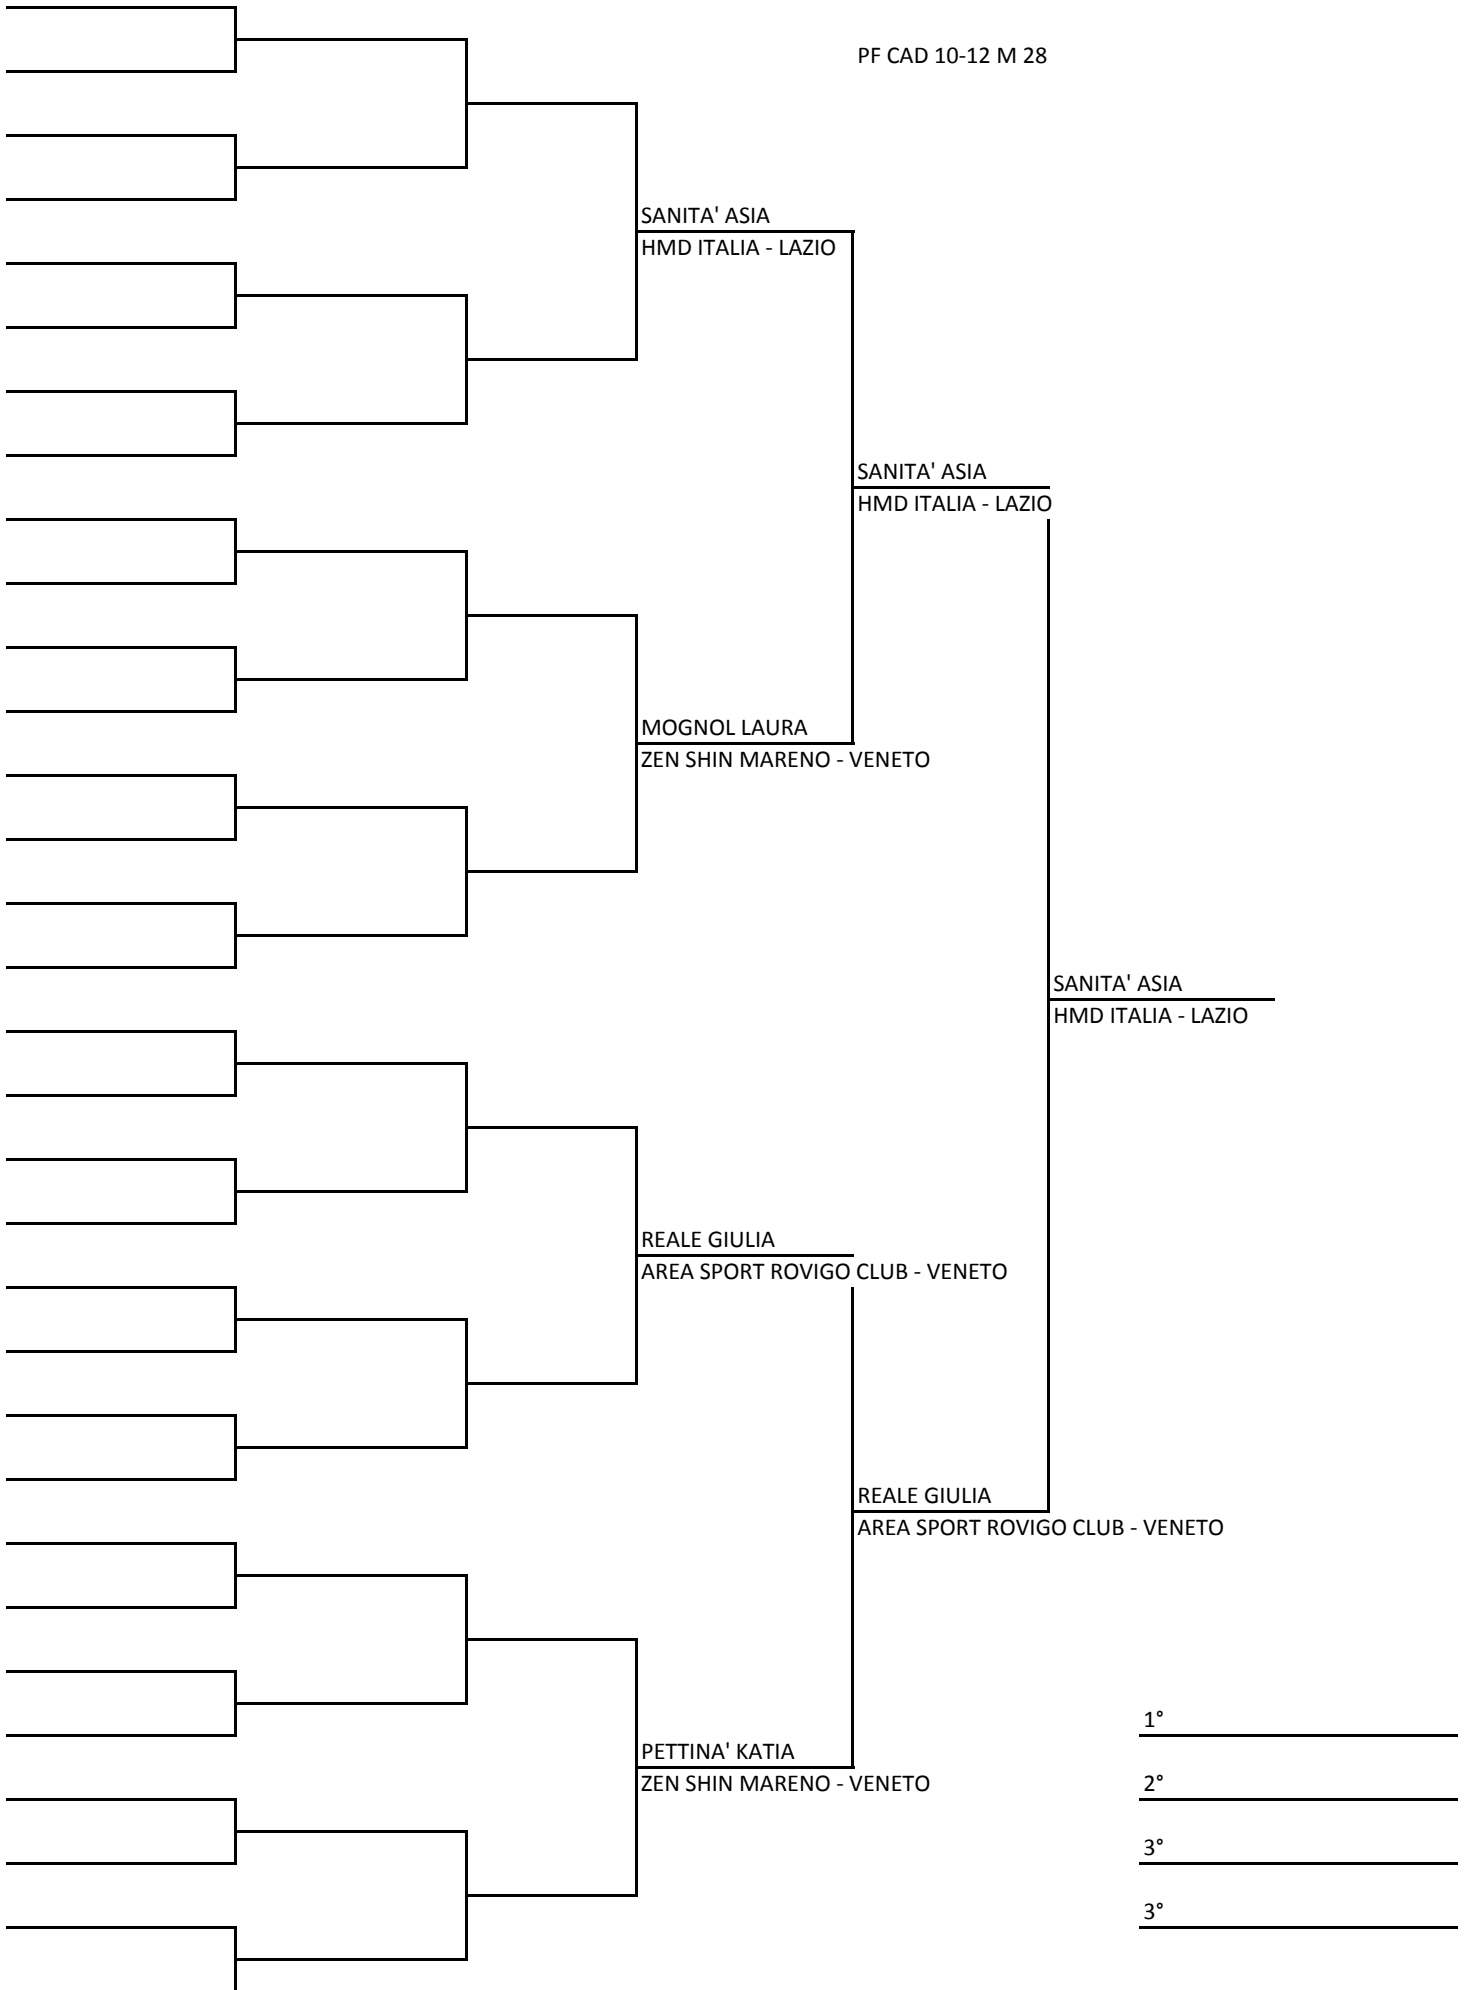 PF CAD 10-12 M 28
SANITA' ASIA
HMD ITALIA - LAZIO
SANITA' ASIA
HMD ITALIA - LAZIO
MOGNOL LAURA
ZEN SHIN MARENO - VENETO
SANITA' ASIA
HMD ITALIA - LAZIO
REALE GIULIA
AREA SPORT ROVIGO CLUB - VENETO
REALE GIULIA
AREA SPORT ROVIGO CLUB - VENETO
1°
PETTINA' KATIA
ZEN SHIN MARENO - VENETO
2°
3°
3°